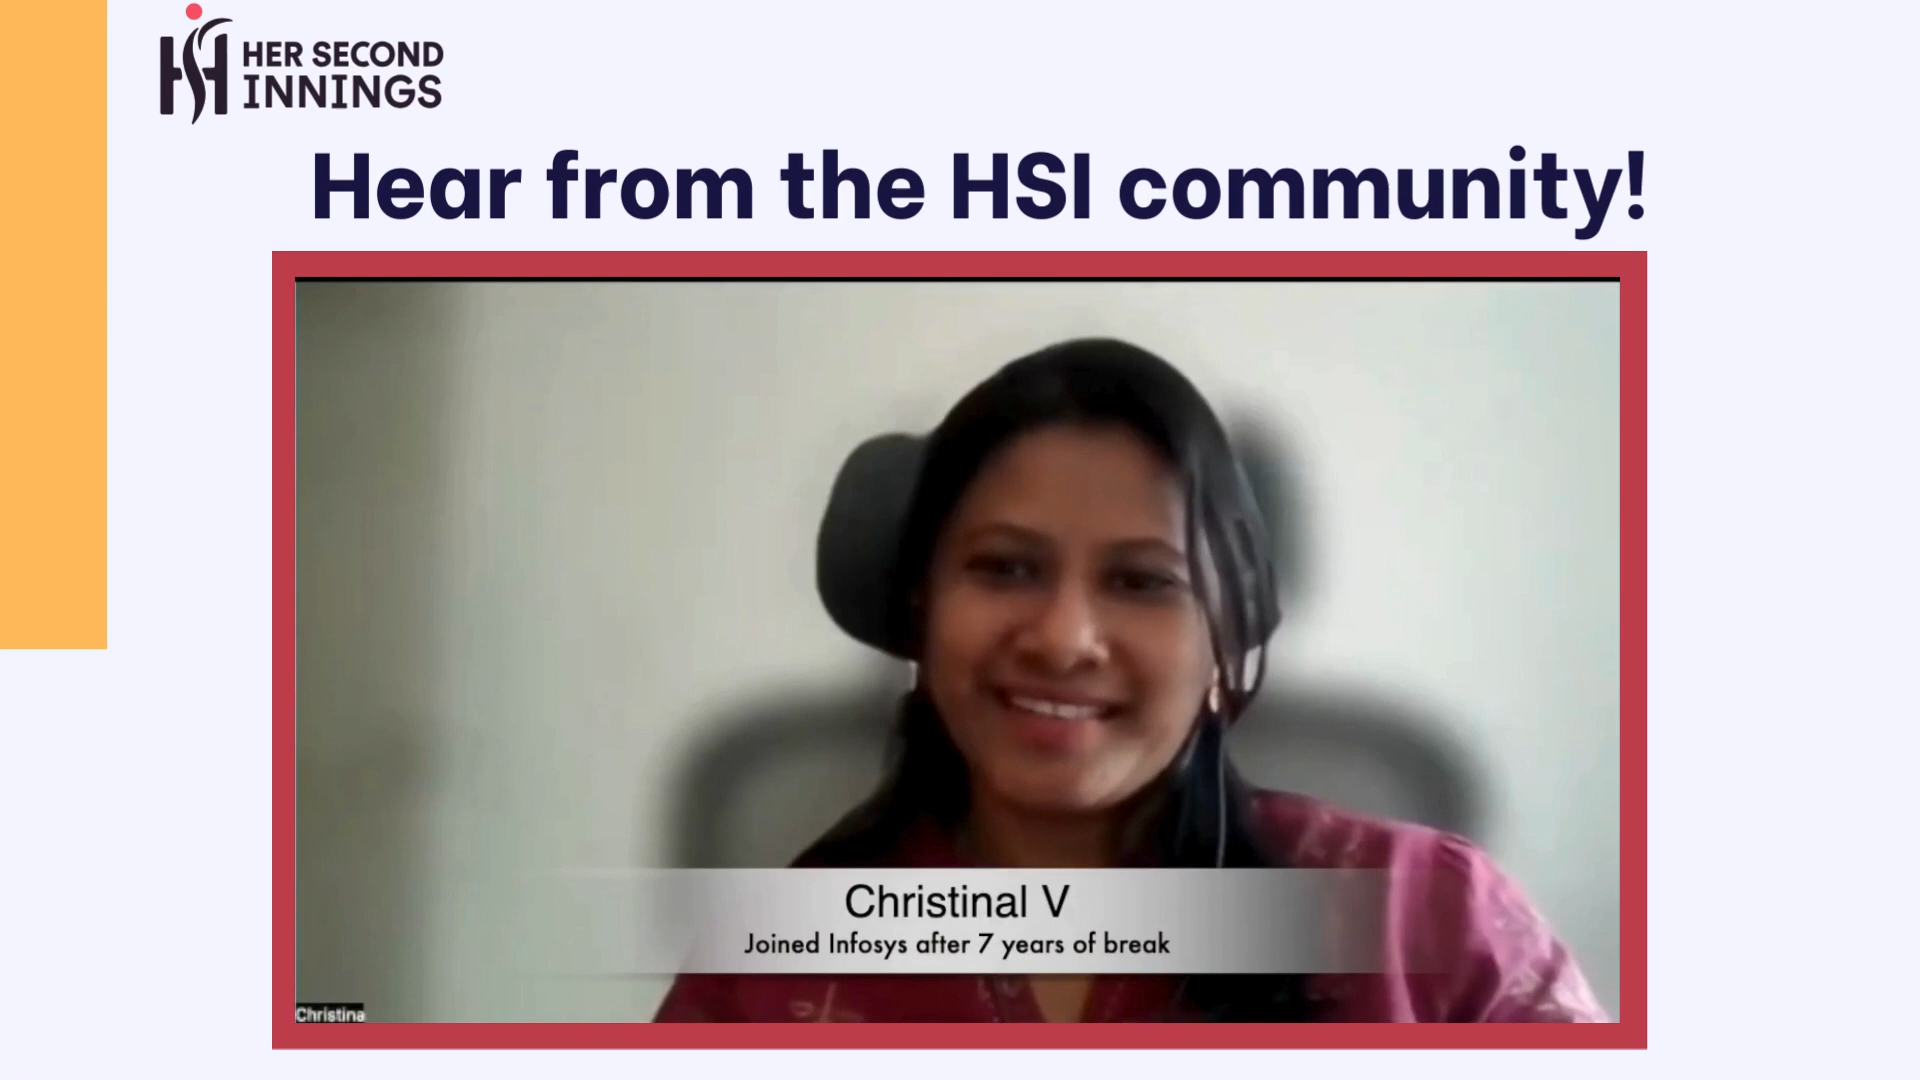 HER SECOND
INNINGS
Hear from the HSI community!
Christinal V
Joined Infosys after 7 years of break
Christina